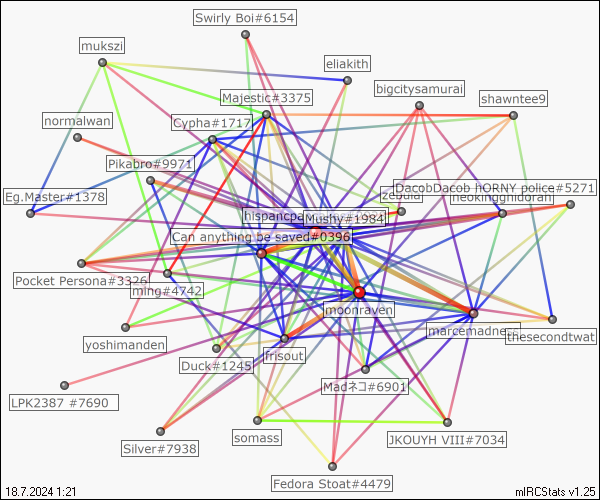 Swirly Boi#6154
mukszi
eliakith
bigcitysamurai
Majestic#3375
shawntee9
normalwan
Cypha#1717
Pikabro#9971
DacobDacob hORNY police#5271
Eg.Master#1378
neokingghidorah
Mushy#1984
Can anything be saved#0396
Pocket Persona#3326
ming#4742
moonraven
marcemadness
thesecondtwat
yoshimanden
frisout
Duck#1245
Madネコ#6901
LPK2387 #7690
Silver#7938
somass
JKOUYH VIII#7034
Fedora Stoat#4479
18.7.2024 1:21
mIRCStats v1.25